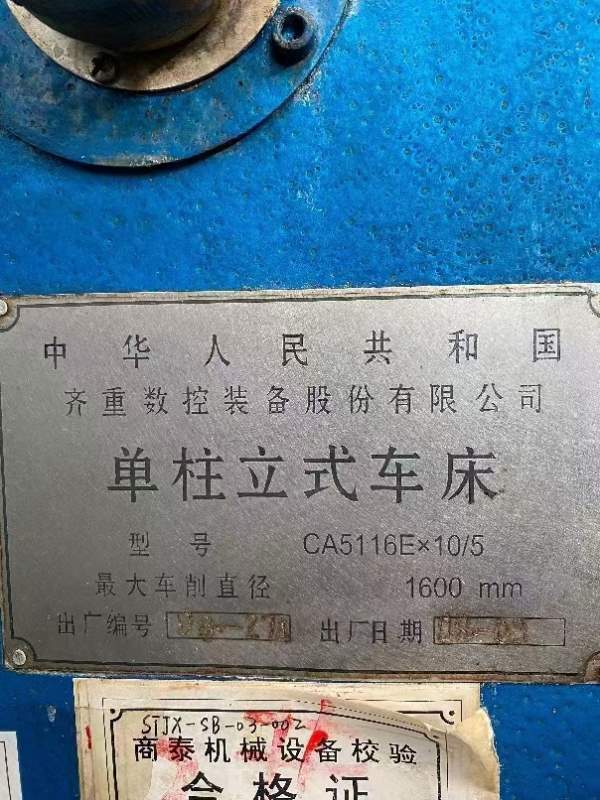 中华人民共和国
齐重数控装备股份有限公司
单柱立式车床
型号 CA5116E×10/5
最大车削直径 1600 mm
出厂编号 出厂日期
STJX-SB-03-002
商泰机械设备校验
合格证